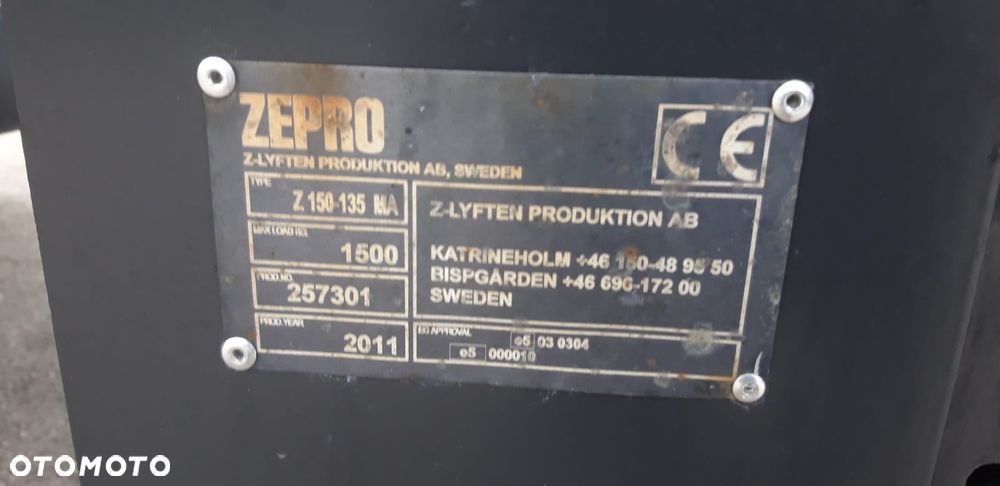 ZEPRO
CE
Z-LYFTEN PRODUKTION AB, SWEDEN
TYPE
Z 150-135 MA
MAX LOAD KG.
1500
PROD.NO.
257301
PROD.YEAR
2011
Z-LYFTEN PRODUKTION AB
KATRINEHOLM +46 150-48 95 50
BISPGÅRDEN +46 696-172 00
SWEDEN
EG APPROVAL
e5 03 0304
e5 000010
OTOMOTO